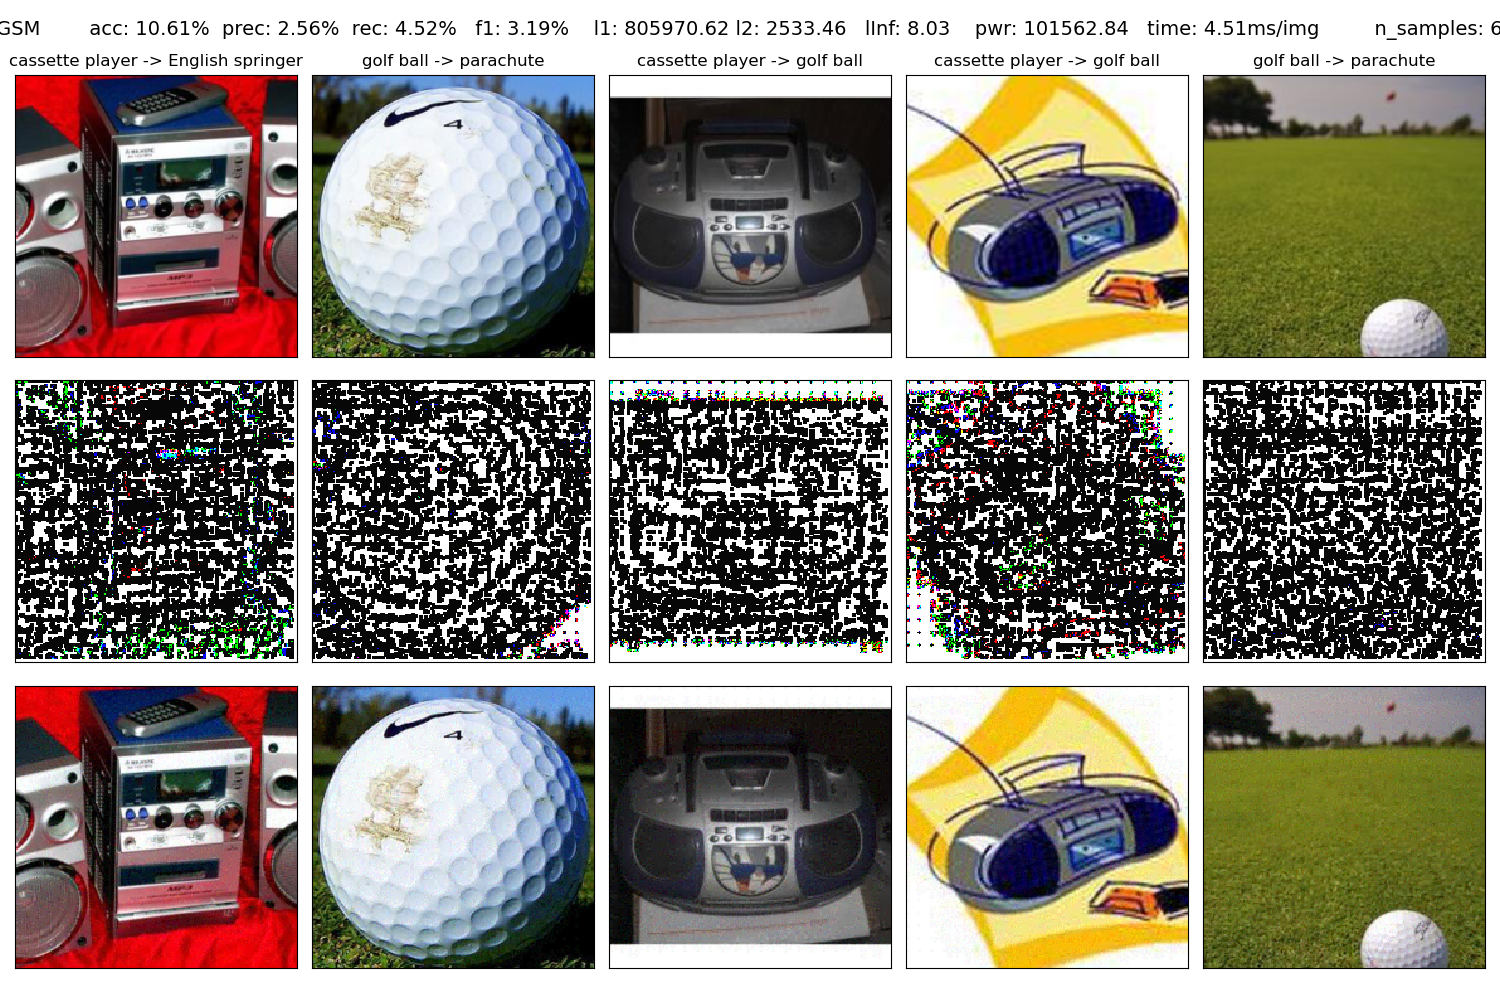 GSM acc: 10.61% prec: 2.56% rec: 4.52% f1: 3.19% l1: 805970.62 l2: 2533.46 lInf: 8.03 pwr: 101562.84 time: 4.51ms/img n_samples: 6
cassette player -> English springer
golf ball -> parachute
cassette player -> golf ball
cassette player -> golf ball
golf ball -> parachute
4
4